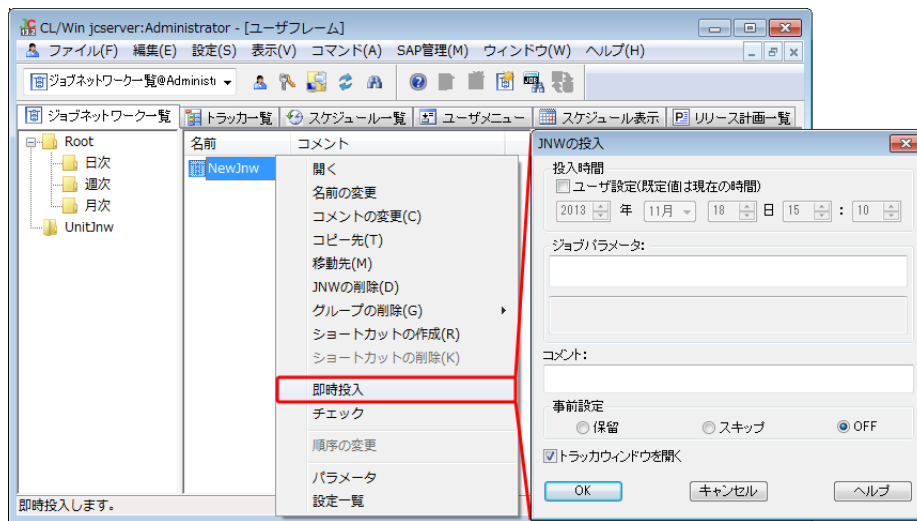 CL/Win jcserver:Administrator - [ユーザフレーム]
ファイル(F) 編集(E) 設定(S) 表示(V) コマンド(A) SAP管理(M) ウィンドウ(W) ヘルプ(H)
ジョブネットワーク一覧@Administ
ジョブネットワーク一覧 トラッカ一覧 スケジュール一覧 ユーザメニュー スケジュール表示 リリース計画一覧
Root
日次
週次
月次
UnitJnw
名前 コメント
NewJnw
開く
名前の変更
コメントの変更(C)
コピー先(T)
移動先(M)
JNWの削除(D)
グループの削除(G)
ショートカットの作成(R)
ショートカットの削除(K)
即時投入
チェック
順序の変更
パラメータ
設定一覧
JNWの投入
投入時間
ユーザ設定(既定値は現在の時間)
2013 年 11月 18 日 15 : 10
ジョブパラメータ:
コメント:
事前設定
保留 スキップ OFF
トラッカウィンドウを開く
OK キャンセル ヘルプ
即時投入します。